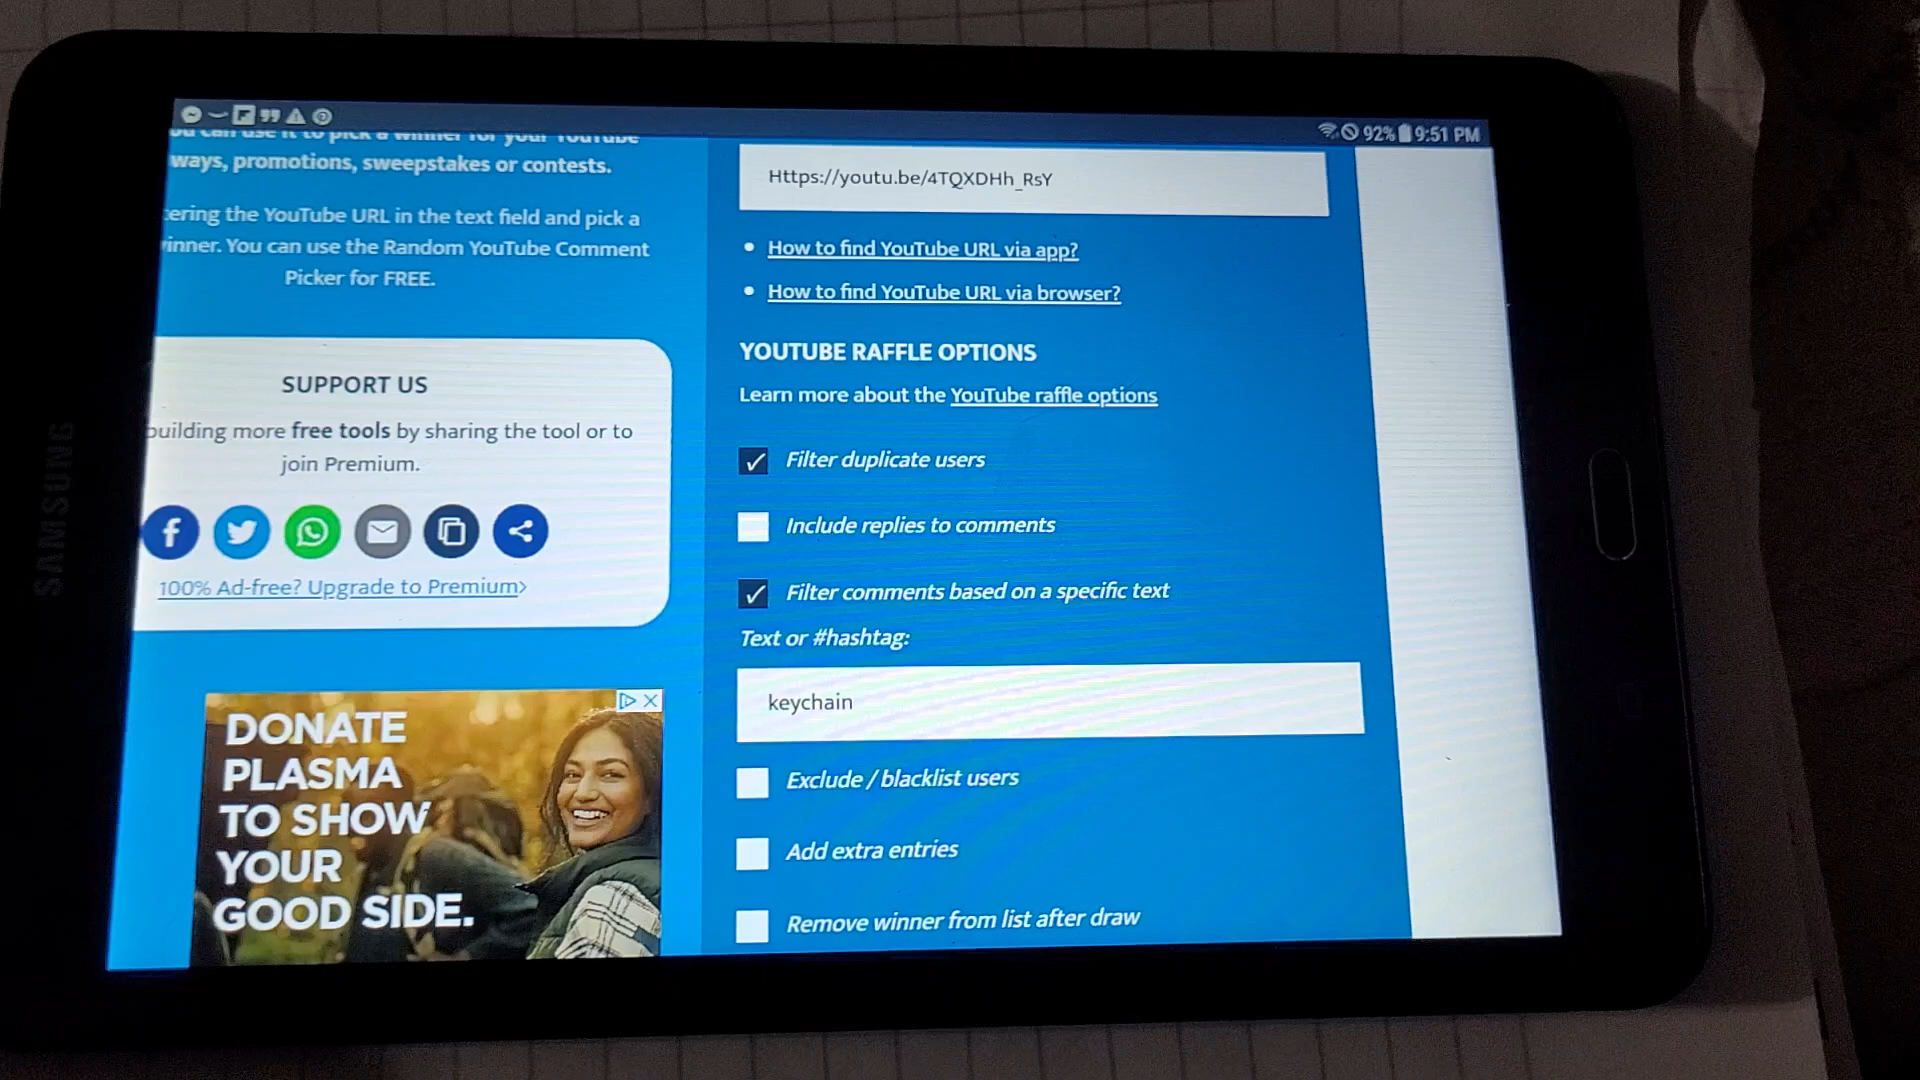 92% 9:51 PM
ou can use it to pick a winner for your YouTube
ways, promotions, sweepstakes or contests.
ering the YouTube URL in the text field and pick a
inner. You can use the Random YouTube Comment
Picker for FREE.
SUPPORT US
building more free tools by sharing the tool or to
join Premium.
100% Ad-free? Upgrade to Premium>
DONATE
PLASMA
TO SHOW
YOUR
GOOD SIDE.
Https://youtu.be/4TQXDHh_RsY
How to find YouTube URL via app?
How to find YouTube URL via browser?
YOUTUBE RAFFLE OPTIONS
Learn more about the YouTube raffle options
Filter duplicate users
Include replies to comments
Filter comments based on a specific text
Text or #hashtag:
keychain
Exclude / blacklist users
Add extra entries
Remove winner from list after draw
SAMSUNG